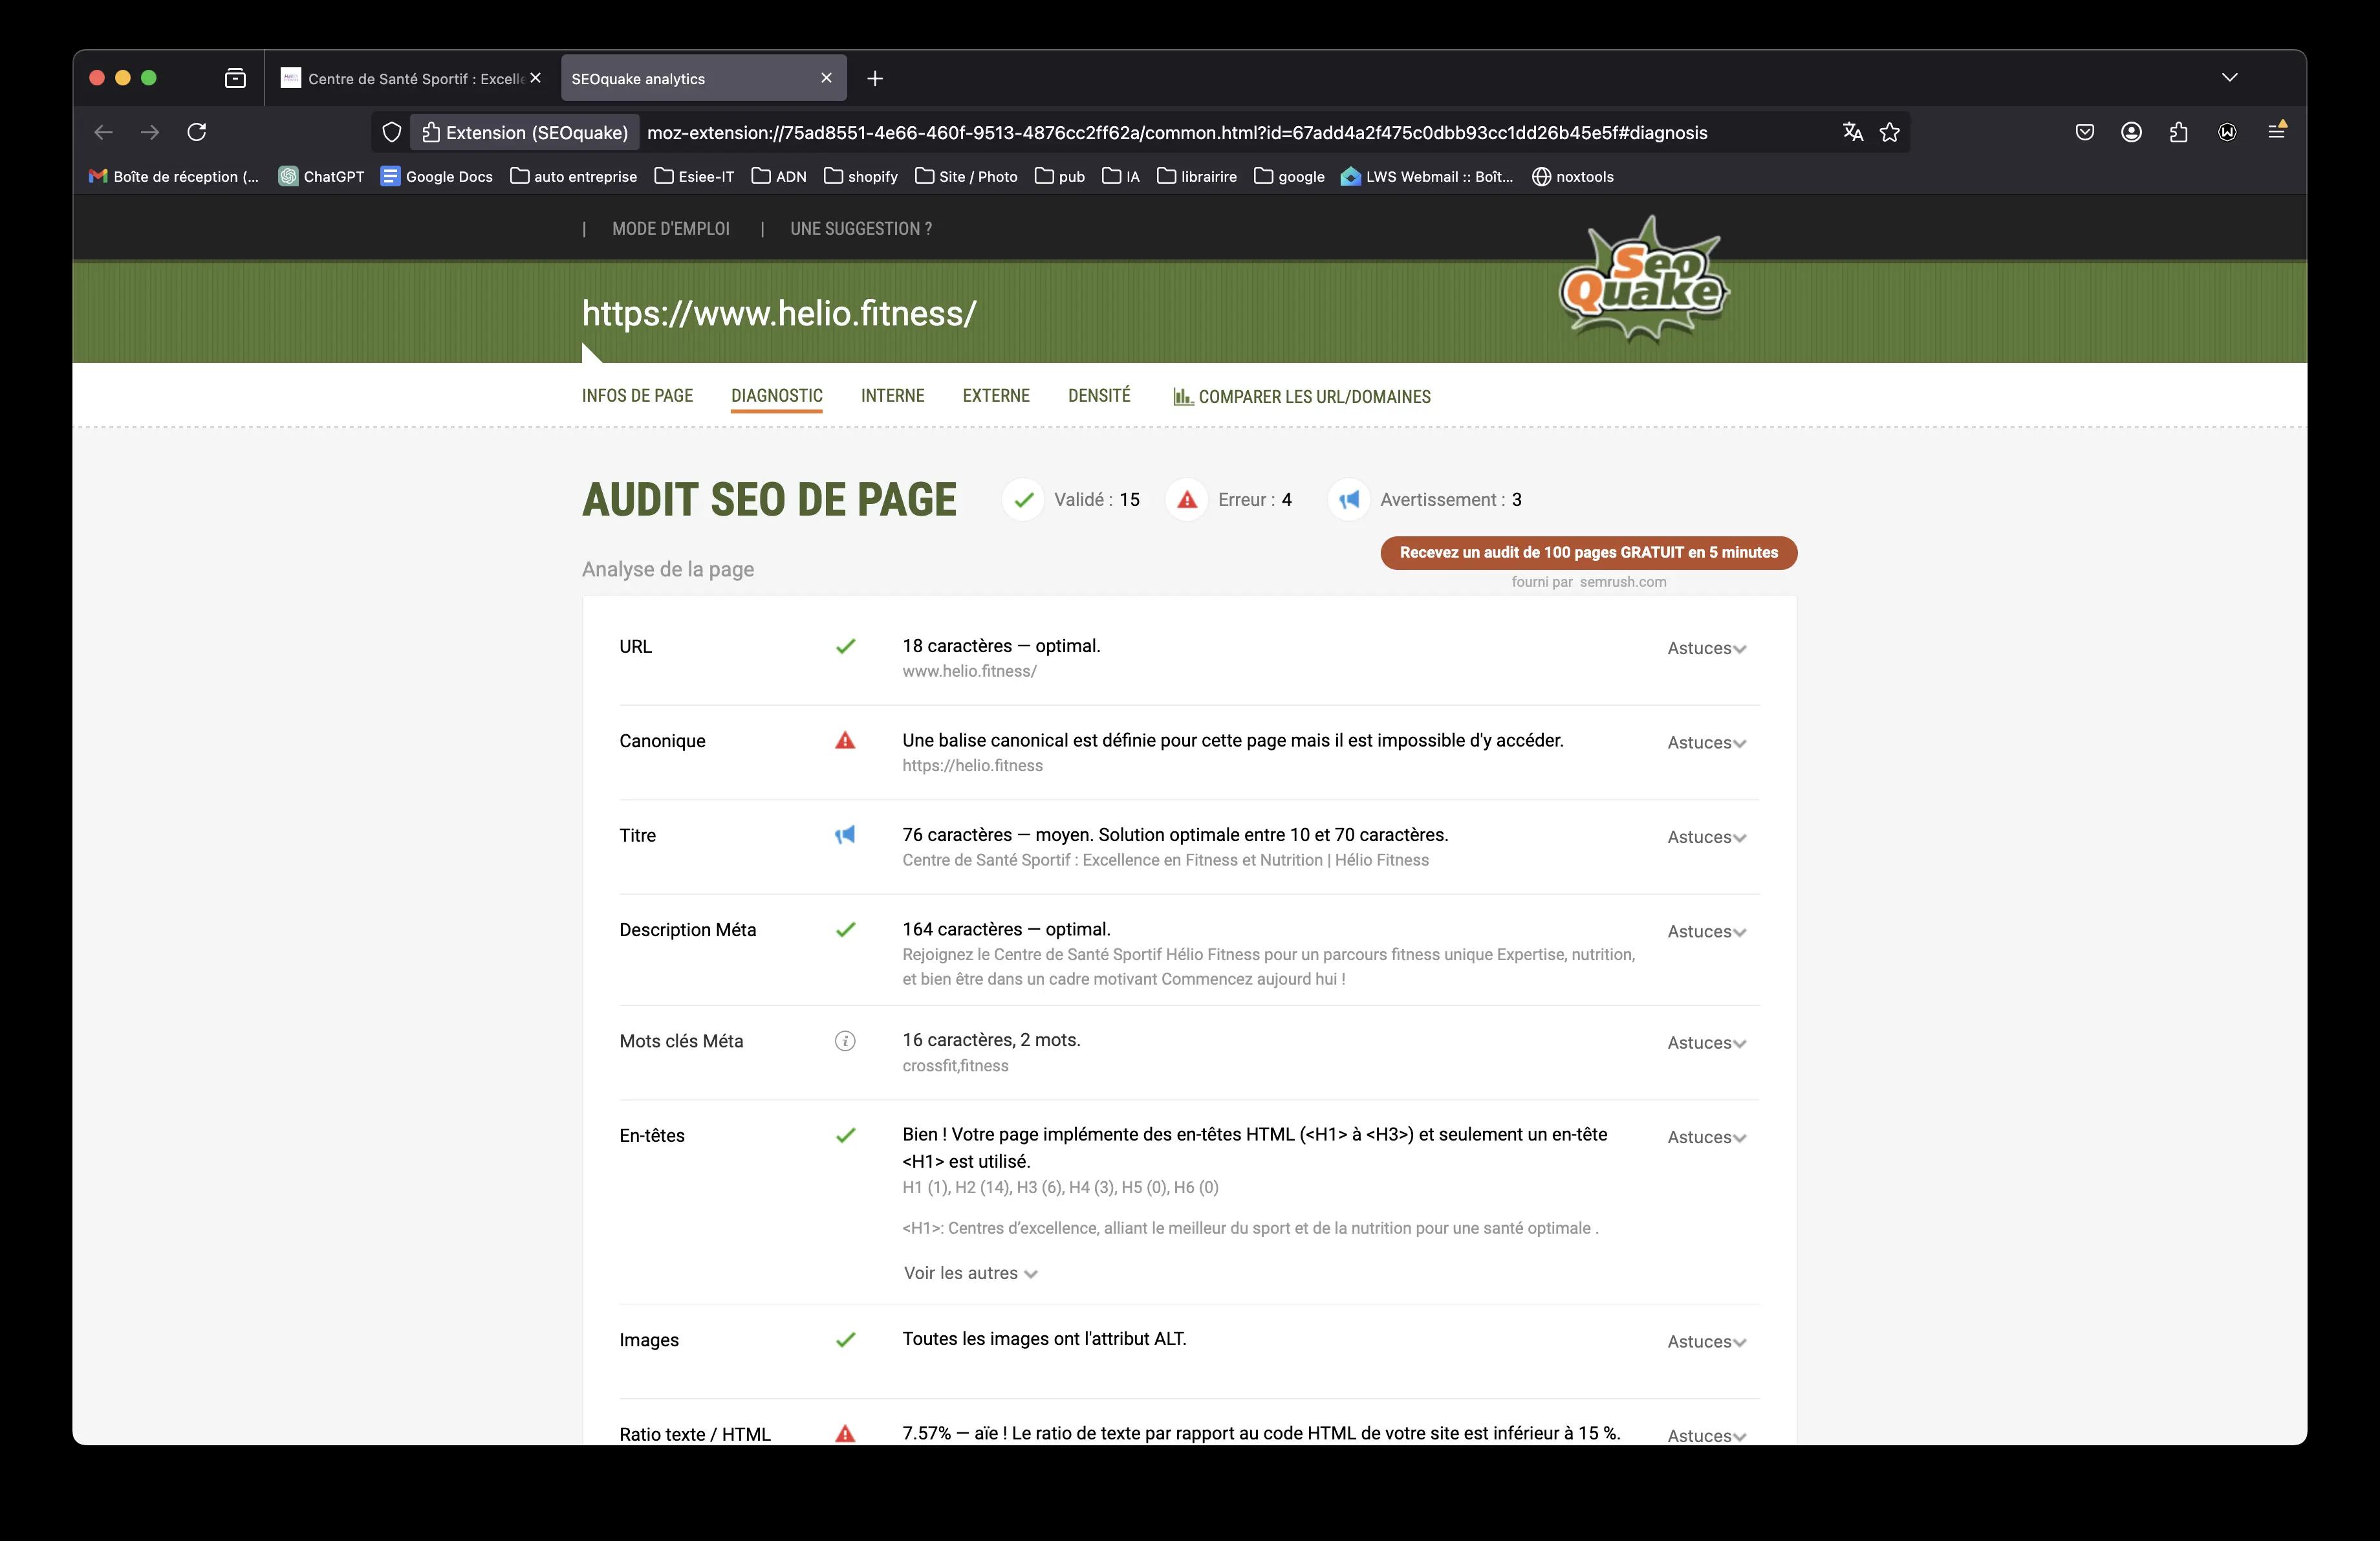 Centre de Santé Sportif : Excelle
SEOquake analytics
Extension (SEOquake)
moz-extension://75ad8551-4e66-460f-9513-4876cc2ff62a/common.html?id=67add4a2f475c0dbb93cc1dd26b45e5f#diagnosis
Boîte de réception (...
ChatGPT
Google Docs
auto entreprise
Esiee-IT
ADN
shopify
Site / Photo
pub
IA
librairire
google
LWS Webmail :: Boît...
noxtools
| MODE D'EMPLOI | UNE SUGGESTION ?
Seo
Quake
https://www.helio.fitness/
INFOS DE PAGE
DIAGNOSTIC
INTERNE
EXTERNE
DENSITÉ
COMPARER LES URL/DOMAINES
AUDIT SEO DE PAGE
Validé : 15
Erreur : 4
Avertissement : 3
Recevez un audit de 100 pages GRATUIT en 5 minutes
fourni par semrush.com
Analyse de la page
URL
18 caractères — optimal.
www.helio.fitness/
Astuces
Canonique
Une balise canonical est définie pour cette page mais il est impossible d'y accéder.
https://helio.fitness
Astuces
Titre
76 caractères — moyen. Solution optimale entre 10 et 70 caractères.
Centre de Santé Sportif : Excellence en Fitness et Nutrition | Hélio Fitness
Astuces
Description Méta
164 caractères — optimal.
Rejoignez le Centre de Santé Sportif Hélio Fitness pour un parcours fitness unique Expertise, nutrition,
et bien être dans un cadre motivant Commencez aujourd hui !
Astuces
Mots clés Méta
16 caractères, 2 mots.
crossfit,fitness
Astuces
En-têtes
Bien ! Votre page implémente des en-têtes HTML (<H1> à <H3>) et seulement un en-tête
<H1> est utilisé.
H1 (1), H2 (14), H3 (6), H4 (3), H5 (0), H6 (0)
<H1>: Centres d’excellence, alliant le meilleur du sport et de la nutrition pour une santé optimale .
Voir les autres
Astuces
Images
Toutes les images ont l'attribut ALT.
Astuces
Ratio texte / HTML
7.57% — aïe ! Le ratio de texte par rapport au code HTML de votre site est inférieur à 15 %.
Astuces